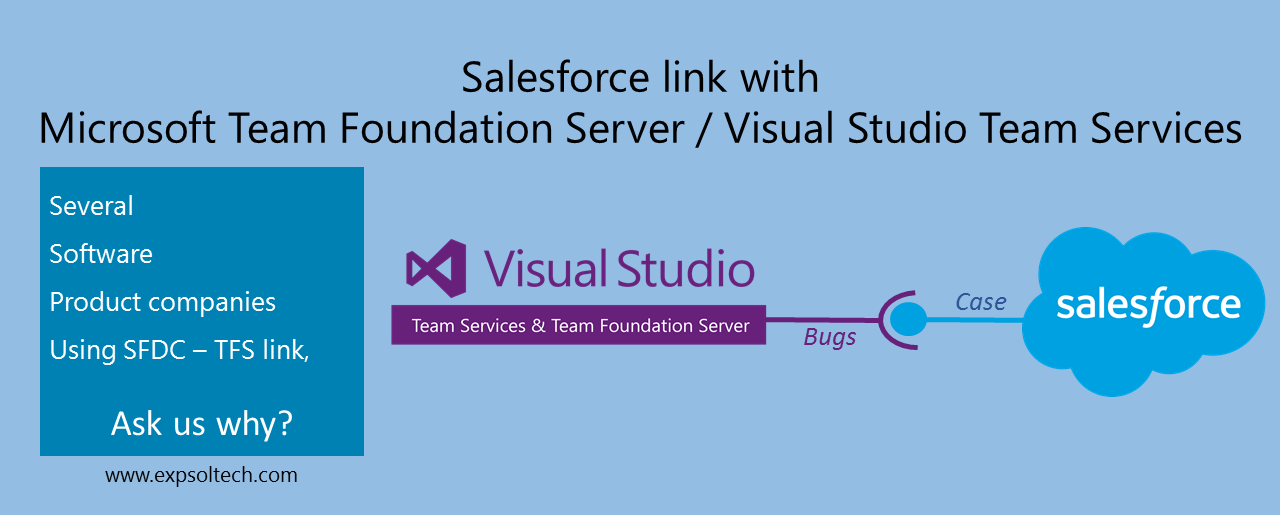 Salesforce link with
Microsoft Team Foundation Server / Visual Studio Team Services
Several
Software
Product companies
Using SFDC – TFS link,
Ask us why?
www.expsoltech.com
Visual Studio
Team Services & Team Foundation Server
Bugs
Case
salesforce